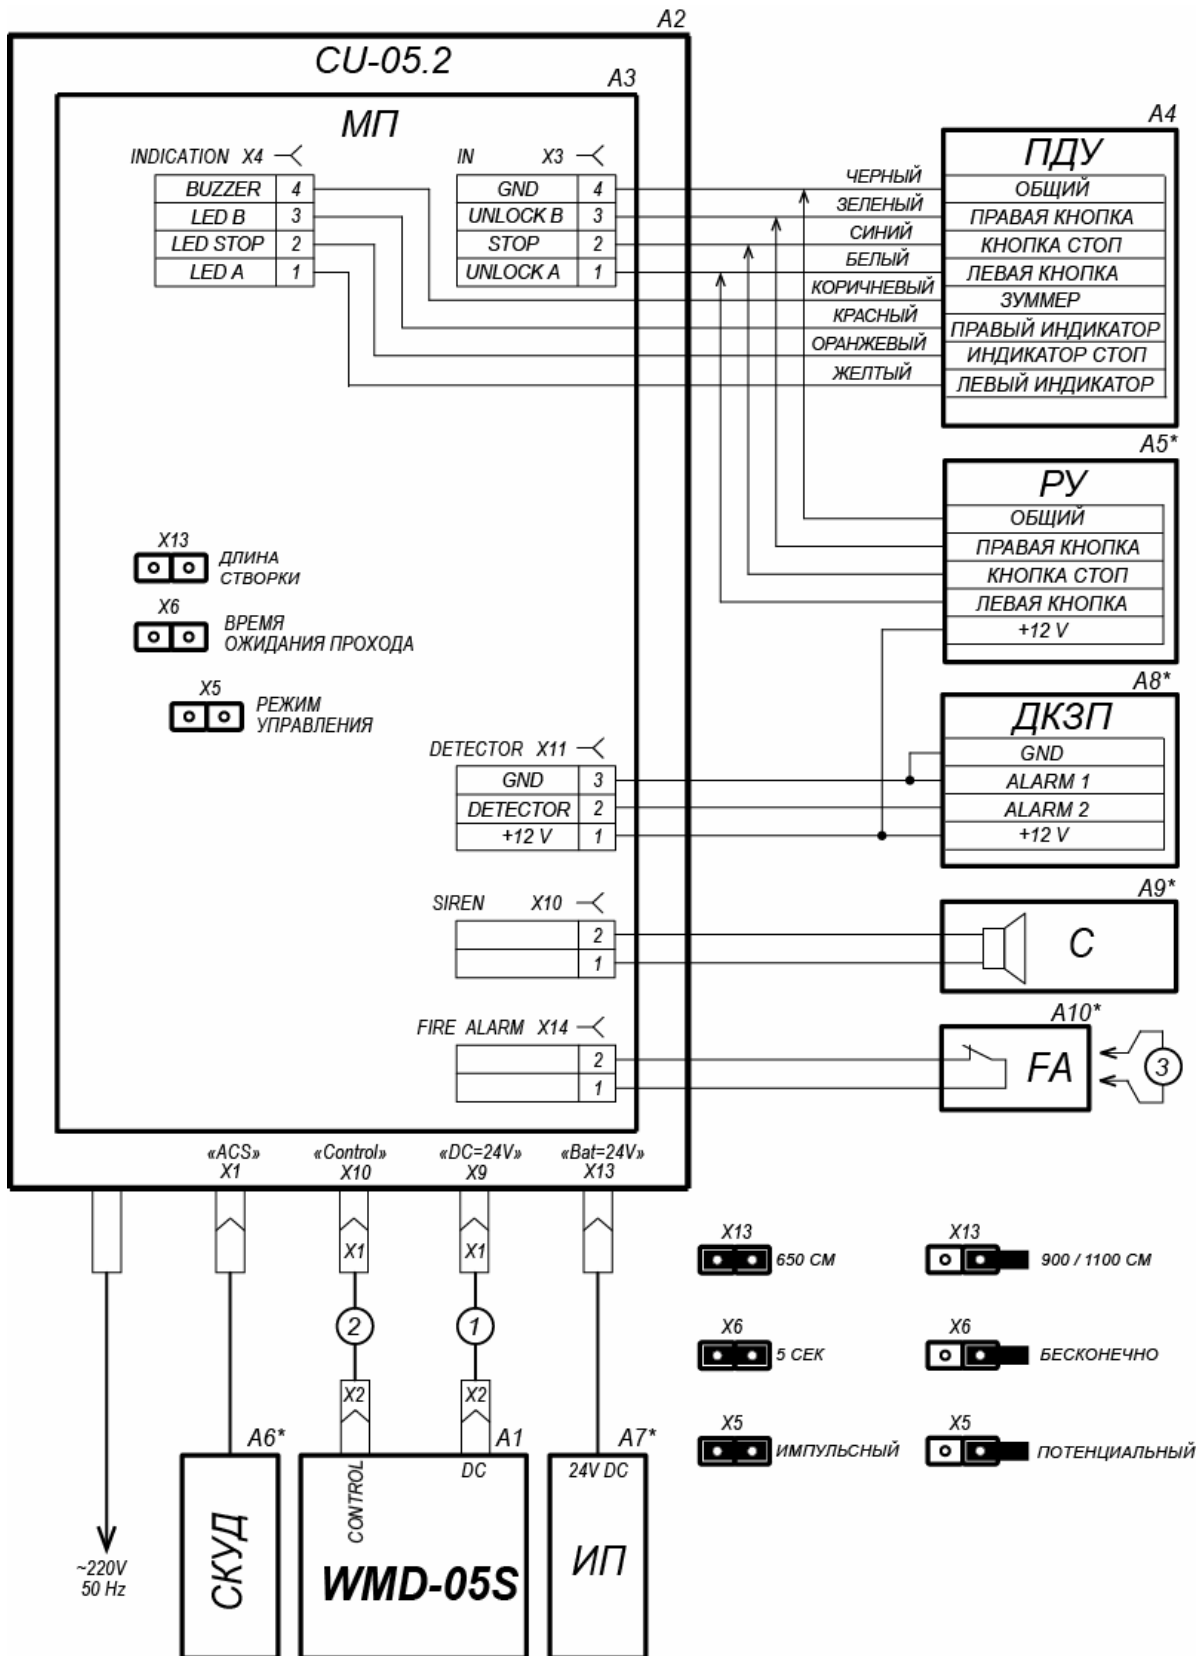 A2
CU-05.2
A3
МП
INDICATION X4
BUZZER 4
LED B 3
LED STOP 2
LED A 1
IN X3
GND 4
UNLOCK B 3
STOP 2
UNLOCK A 1
ЧЕРНЫЙ
ЗЕЛЕНЫЙ
СИНИЙ
БЕЛЫЙ
КОРИЧНЕВЫЙ
КРАСНЫЙ
ОРАНЖЕВЫЙ
ЖЕЛТЫЙ
A4
ПДУ
ОБЩИЙ
ПРАВАЯ КНОПКА
КНОПКА СТОП
ЛЕВАЯ КНОПКА
ЗУММЕР
ПРАВЫЙ ИНДИКАТОР
ИНДИКАТОР СТОП
ЛЕВЫЙ ИНДИКАТОР
A5*
РУ
ОБЩИЙ
ПРАВАЯ КНОПКА
КНОПКА СТОП
ЛЕВАЯ КНОПКА
+12 V
X13
ДЛИНА
СТВОРКИ
X6
ВРЕМЯ
ОЖИДАНИЯ ПРОХОДА
X5
РЕЖИМ
УПРАВЛЕНИЯ
A8*
ДКЗП
GND
ALARM 1
ALARM 2
+12 V
DETECTOR X11
GND 3
DETECTOR 2
+12 V 1
A9*
C
SIREN X10
2
1
A10*
FA
3
FIRE ALARM X14
2
1
«ACS»
X1
«Control»
X10
«DC=24V»
X9
«Bat=24V»
X13
X1
X1
2
1
X2
X2
~220V
50 Hz
A6*
СКУД
A1
CONTROL
DC
WMD-05S
A7*
24V DC
ИП
X13
650 СМ
X13
900 / 1100 СМ
X6
5 СЕК
X6
БЕСКОНЕЧНО
X5
ИМПУЛЬСНЫЙ
X5
ПОТЕНЦИАЛЬНЫЙ